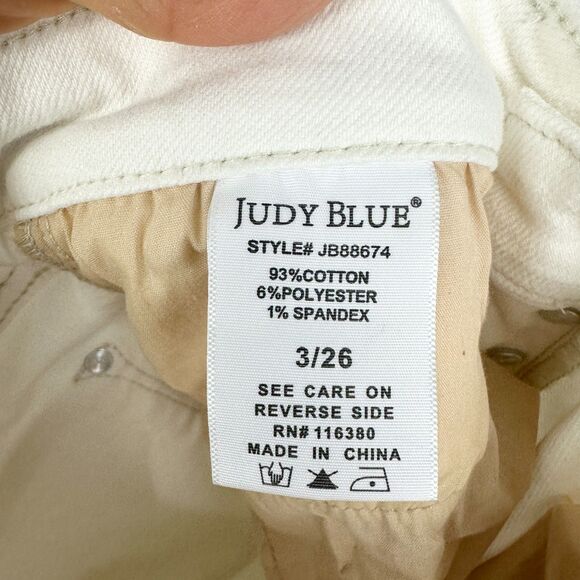 JUDY BLUE®
STYLE# JB88674
93%COTTON
6%POLYESTER
1% SPANDEX
3/26
SEE CARE ON
REVERSE SIDE
RN# 116380
MADE IN CHINA